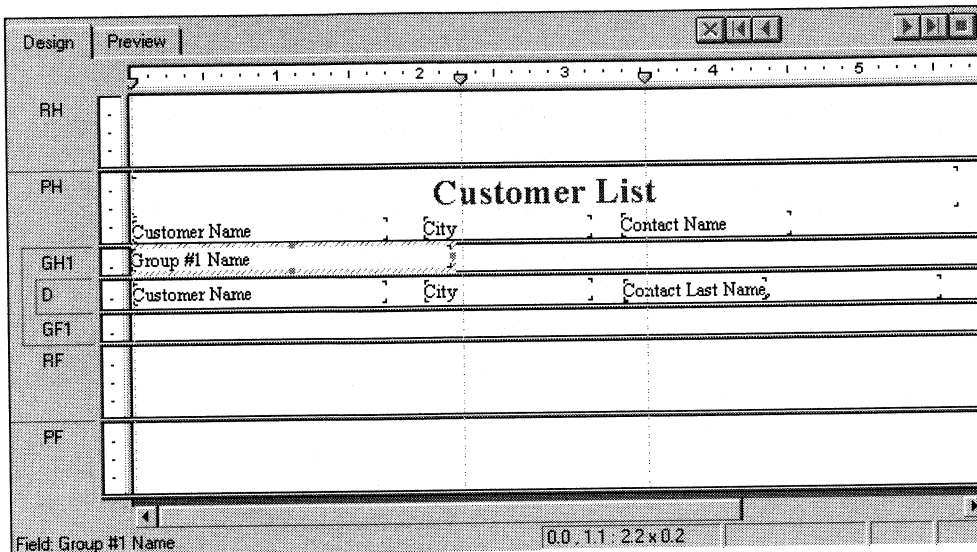 Design Preview
1 2 3 4 5
RH
PH
Customer List
Customer Name City Contact Name
GH1 Group #1 Name
D Customer Name City Contact Last Name
GF1
RF
PF
Field: Group #1 Name 0.0 , 1.1 : 2.2 x 0.2